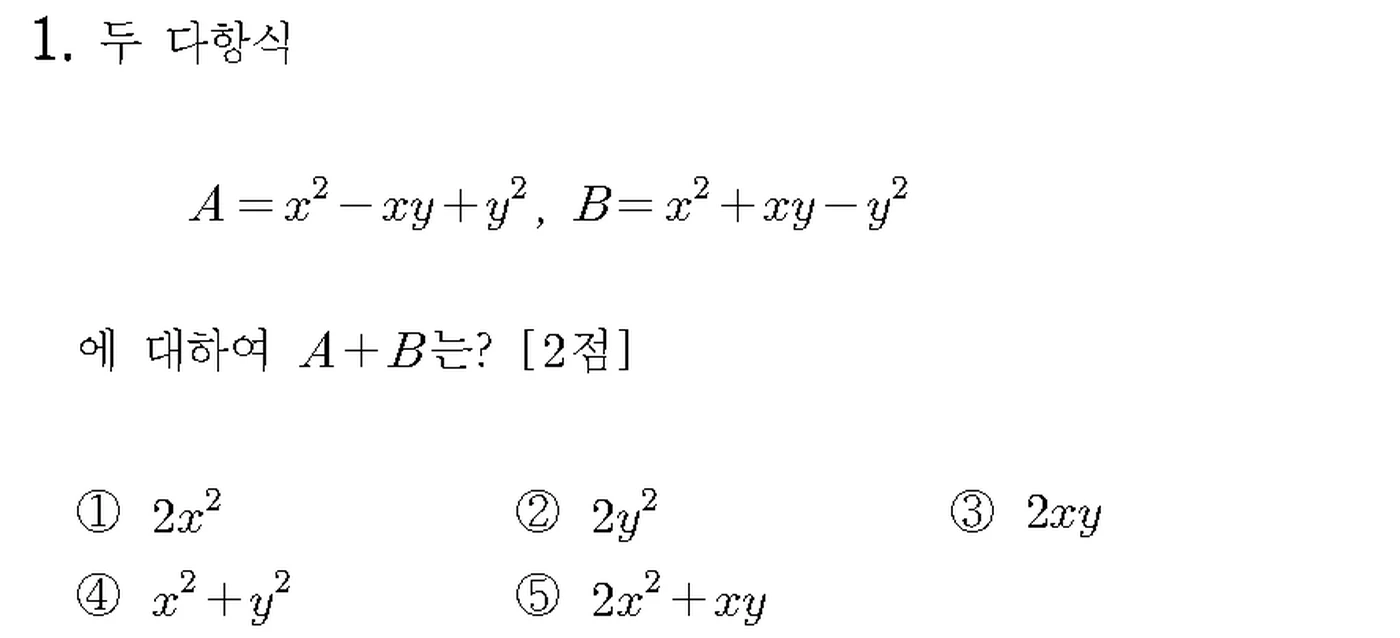 1. 두 다항식
A = x² − xy + y², B = x² + xy − y²
에 대하여 A + B는? [2점]
① 2x² ② 2y² ③ 2xy
④ x² + y² ⑤ 2x² + xy